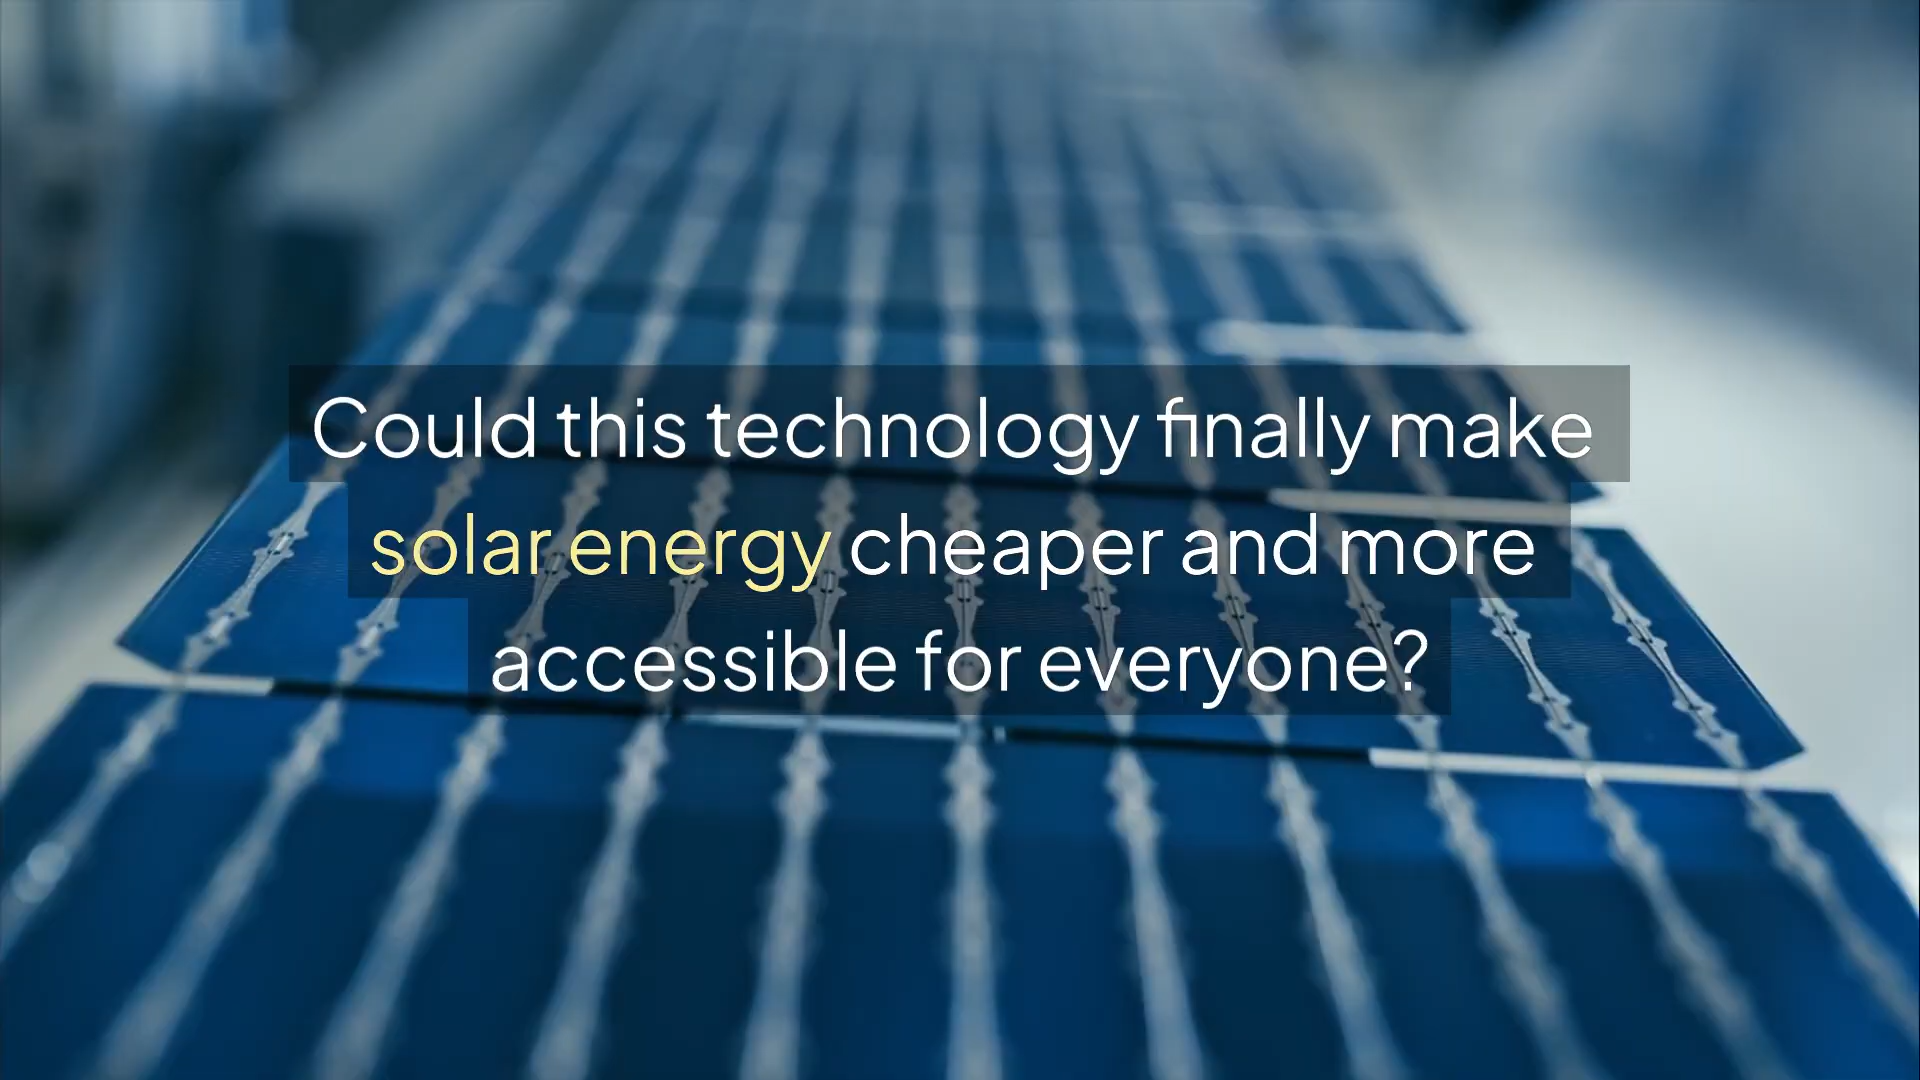 Could this technology finally make
solar energy cheaper and more
accessible for everyone?